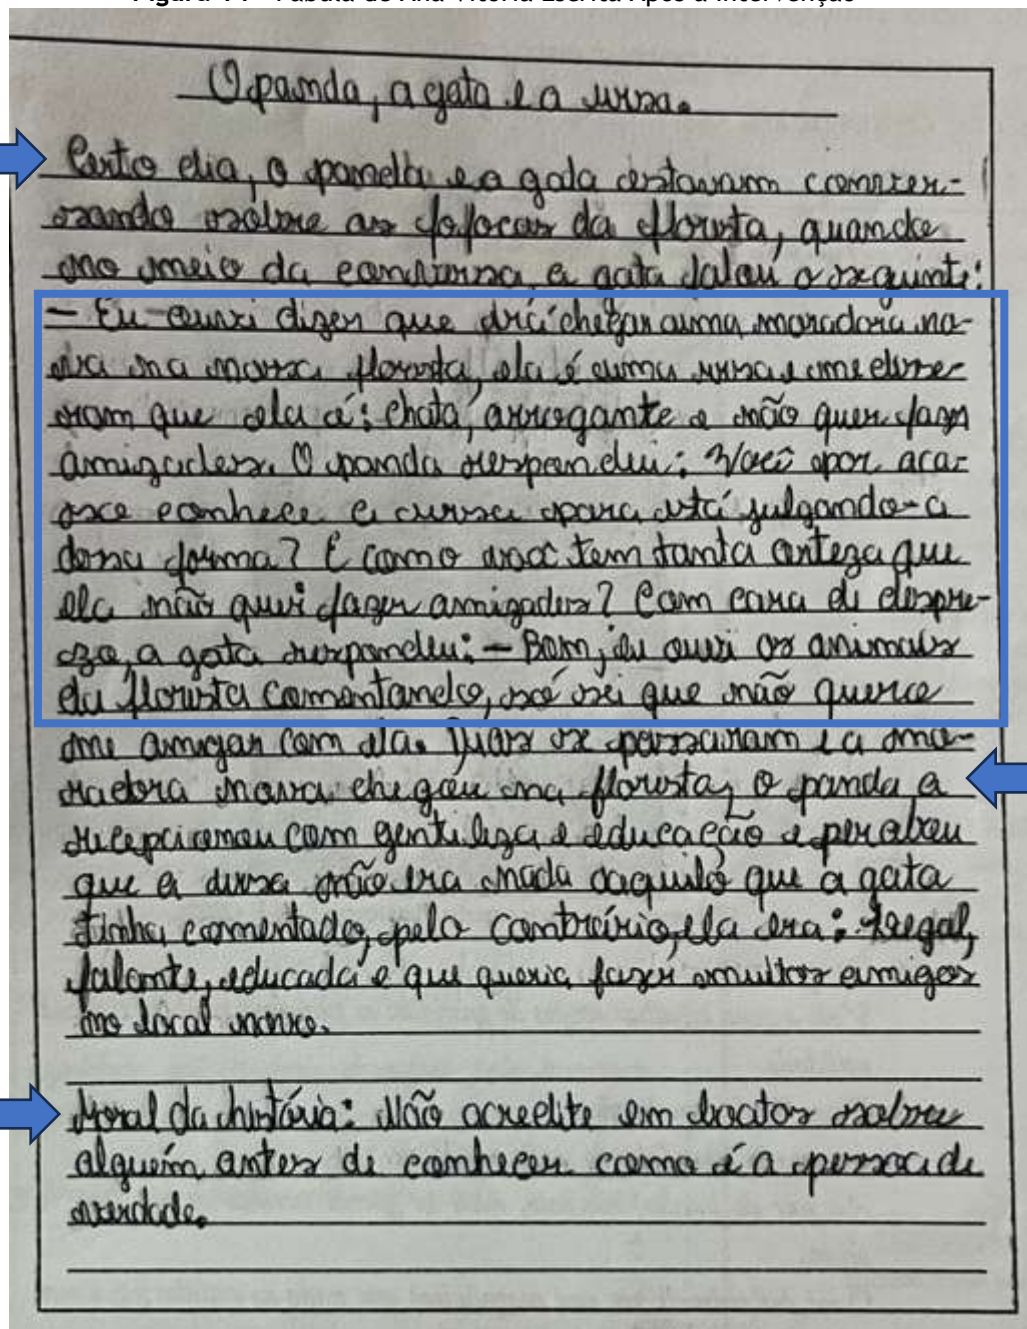 O panda, a gata e a ursa.
Certo dia, o panda e a gata estavam conver-
sando sobre as fofocas da floresta, quando
no meio da conversa, a gata falou o seguinte:
- Eu ouvi dizer que vai chegar uma moradora no-
va na nossa floresta, ela é uma ursa e me disse-
ram que ela é: chata, arrogante e não quer fazer
amizades. O panda respondeu: Você por aca-
so conhece a ursa para está julgando-a
dessa forma? E como você tem tanta certeza que
ela não quer fazer amizades? Com cara de despre-
zo, a gata respondeu: - Bom, eu ouvi os animais
da floresta comentando, só sei que não quero
me amigar com ela. Dias se passaram e a mo-
radora nova chegou na floresta, o panda a
recepcionou com gentileza e educação e percebeu
que a ursa não era nada daquilo que a gata
tinha comentado, pelo contrário, ela era: legal,
falante, educada e que queria fazer muitos amigos
no local novo.
Moral da história: Não acredite em boatos sobre
alguém antes de conhecer como é a pessoa de
verdade.